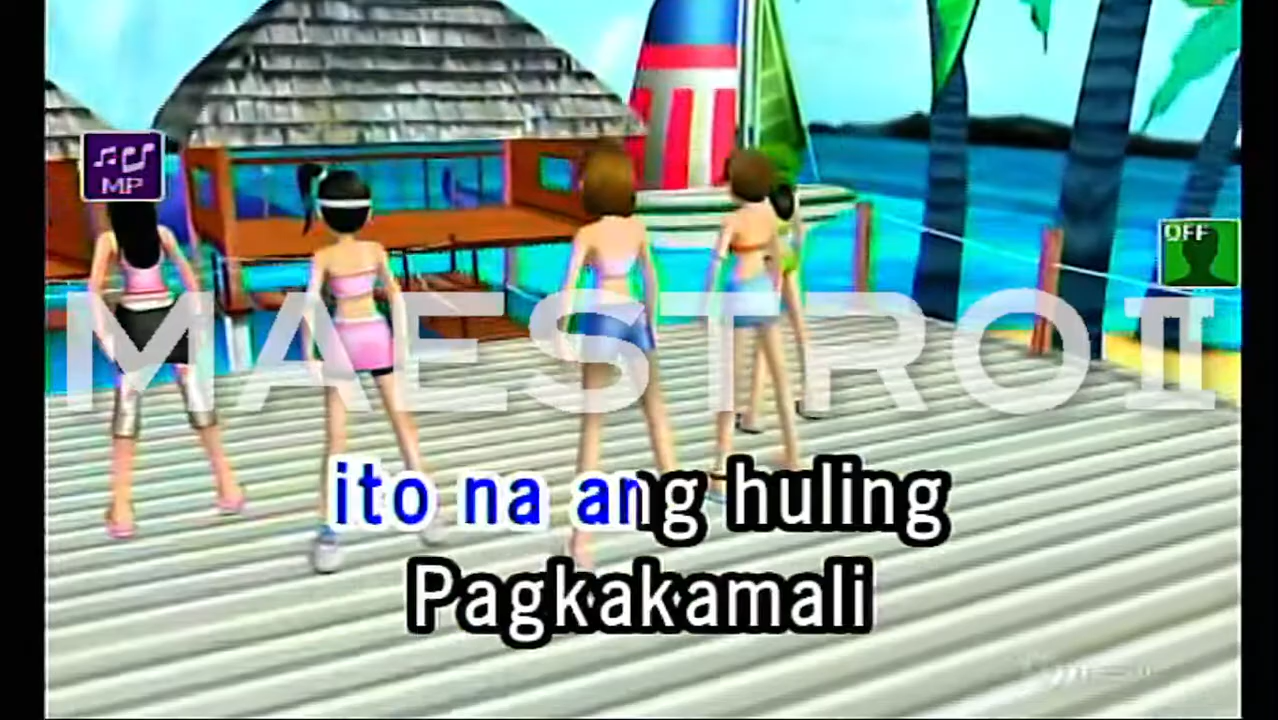 MP
OFF
MAESTRO II
ito na ang huling
Pagkakamali